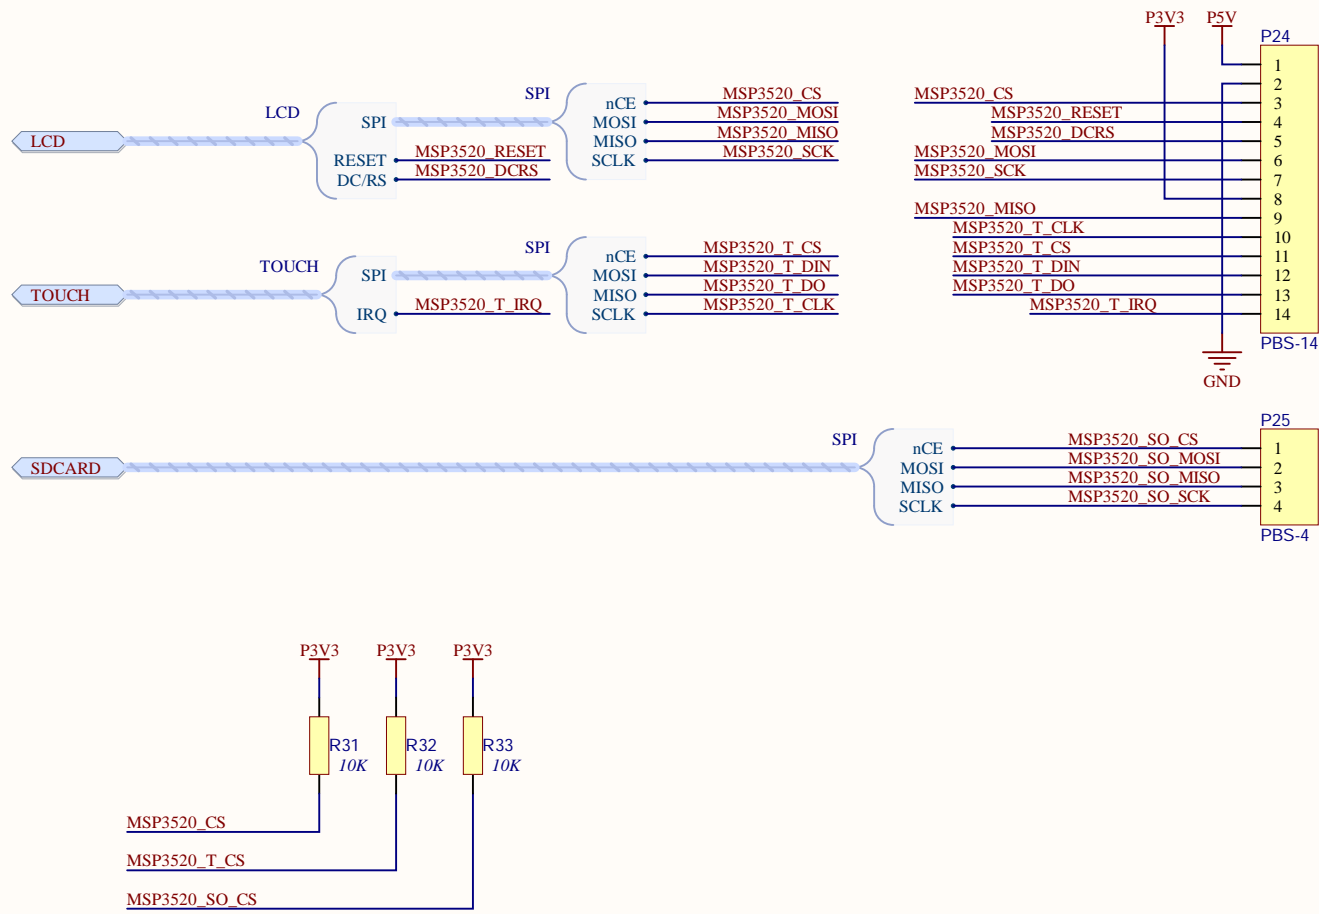 P3V3 P5V
P24
LCD
LCD
SPI
RESET
DC/RS
MSP3520_RESET
MSP3520_DCRS
SPI
nCE
MOSI
MISO
SCLK
MSP3520_CS
MSP3520_MOSI
MSP3520_MISO
MSP3520_SCK
MSP3520_CS
MSP3520_RESET
MSP3520_DCRS
MSP3520_MOSI
MSP3520_SCK
MSP3520_MISO
MSP3520_T_CLK
MSP3520_T_CS
MSP3520_T_DIN
MSP3520_T_DO
MSP3520_T_IRQ
1
2
3
4
5
6
7
8
9
10
11
12
13
14
PBS-14
GND
TOUCH
TOUCH
SPI
IRQ
MSP3520_T_IRQ
SPI
nCE
MOSI
MISO
SCLK
MSP3520_T_CS
MSP3520_T_DIN
MSP3520_T_DO
MSP3520_T_CLK
SDCARD
SPI
nCE
MOSI
MISO
SCLK
MSP3520_SO_CS
MSP3520_SO_MOSI
MSP3520_SO_MISO
MSP3520_SO_SCK
P25
1
2
3
4
PBS-4
P3V3 P3V3 P3V3
R31 R32 R33
10K 10K 10K
MSP3520_CS
MSP3520_T_CS
MSP3520_SO_CS